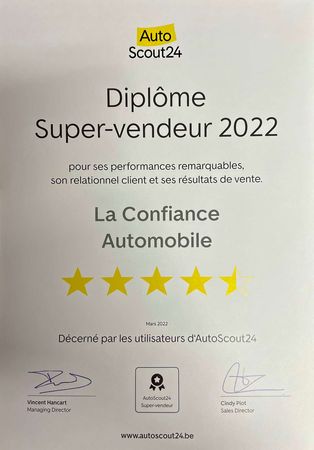 Auto
Scout24
Diplôme
Super-vendeur 2022
pour ses performances remarquables,
son relationnel client et ses résultats de vente.
La Confiance
Automobile
Mars 2022
Décerné par les utilisateurs d'AutoScout24
Vincent Hancart
Managing Director
AutoScout24
Super-vendeur
Cindy Piot
Sales Director
www.autoscout24.be